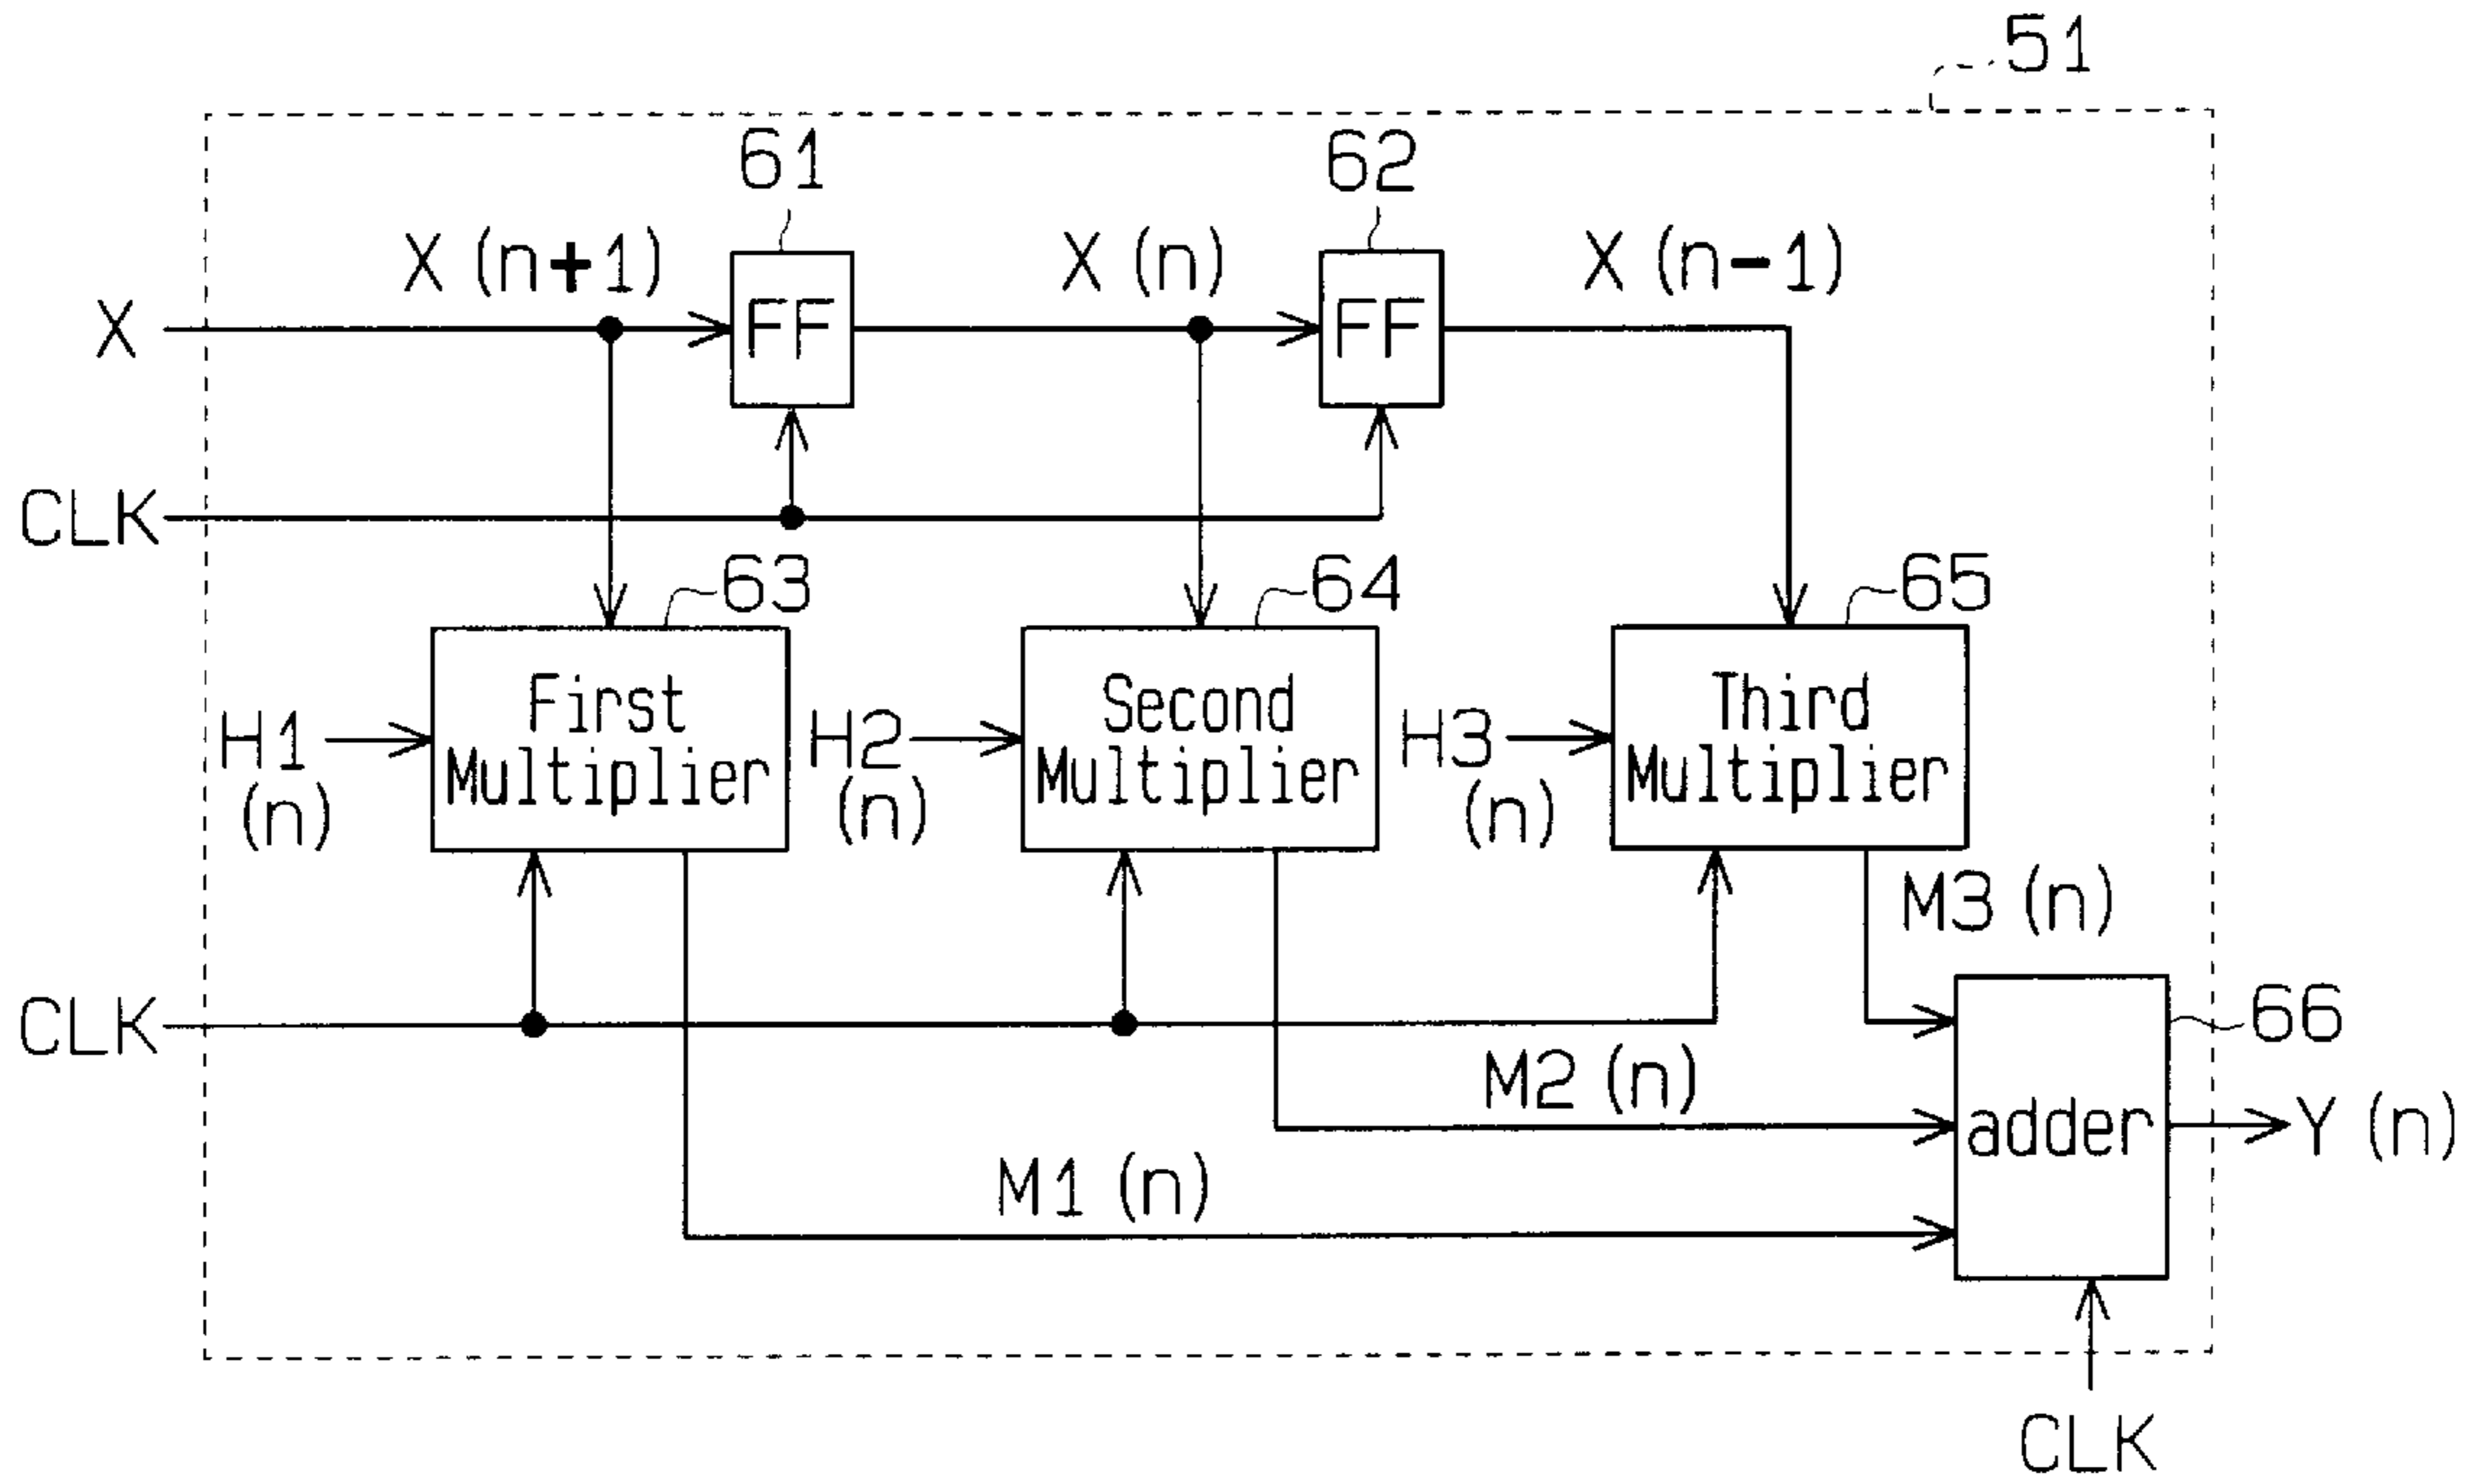 51
61
62
X (n+1)
X (n)
X (n-1)
X
FF
FF
CLK
63
64
65
H1
(n)
First
Multiplier
H2
(n)
Second
Multiplier
H3
(n)
Third
Multiplier
M3 (n)
CLK
66
M2 (n)
adder
Y (n)
M1 (n)
CLK